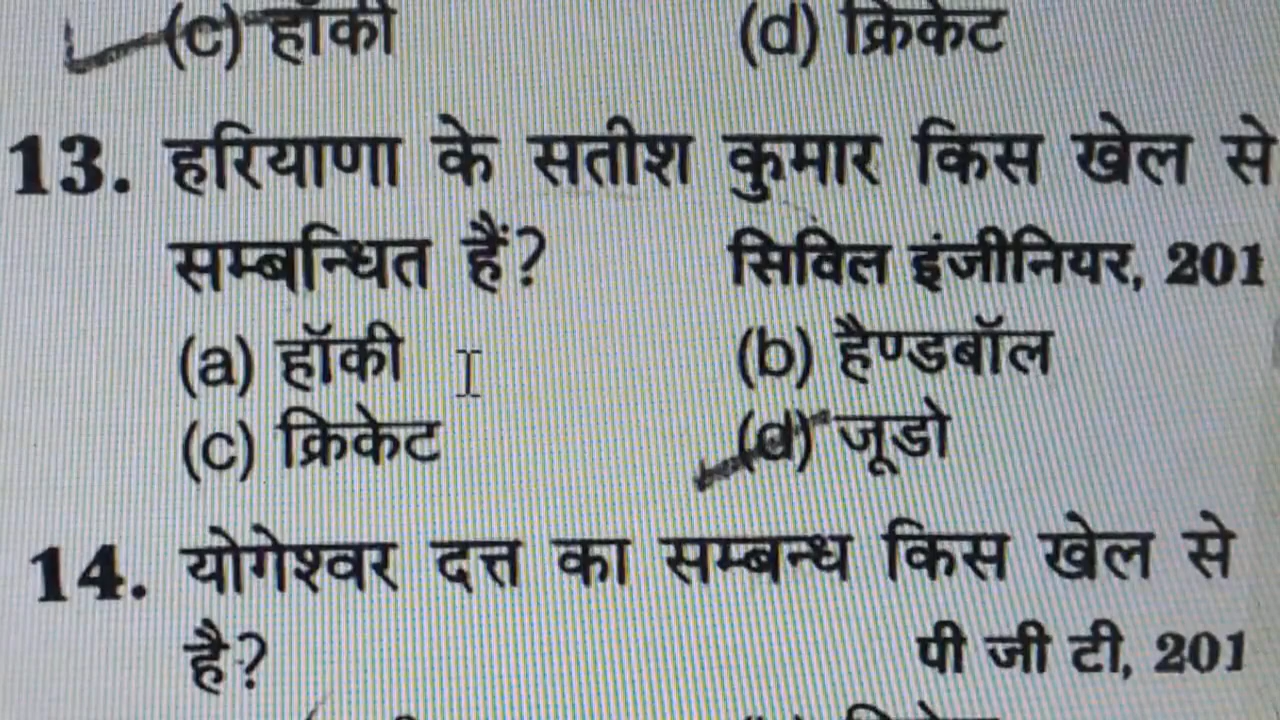 (c) हॉकी (d) क्रिकेट
13. हरियाणा के सतीश कुमार किस खेल से
सम्बन्धित हैं? सिविल इंजीनियर, 201
(a) हॉकी (b) हैण्डबॉल
(c) क्रिकेट (d) जूडो
14. योगेश्वर दत्त का सम्बन्ध किस खेल से
है? पी जी टी, 201